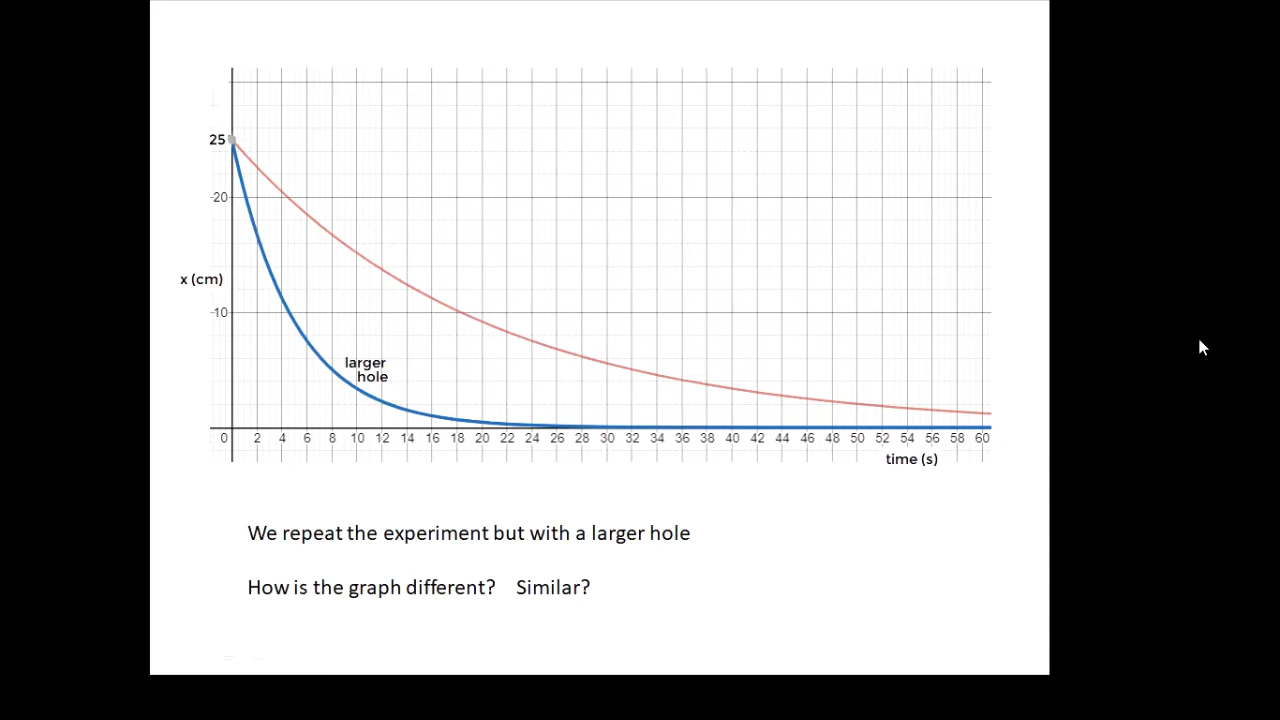 25
20
x (cm)
10
larger
hole
0 2 4 6 8 10 12 14 16 18 20 22 24 26 28 30 32 34 36 38 40 42 44 46 48 50 52 54 56 58 60
time (s)
We repeat the experiment but with a larger hole
How is the graph different? Similar?